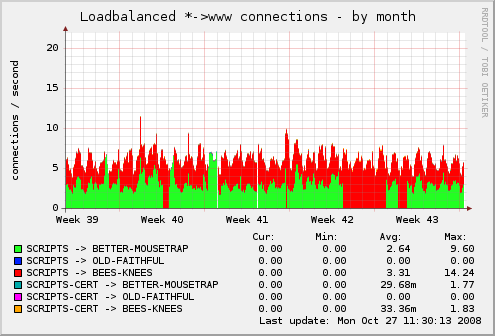 Loadbalanced *->www connections - by month
RRDTOOL / TOBI OETIKER
connections / second
20
15
10
5
0
Week 39 Week 40 Week 41 Week 42 Week 43
Cur: Min: Avg: Max:
SCRIPTS -> BETTER-MOUSETRAP 0.00 0.00 2.64 9.60
SCRIPTS -> OLD-FAITHFUL 0.00 0.00 0.00 0.00
SCRIPTS -> BEES-KNEES 0.00 0.00 3.31 14.24
SCRIPTS-CERT -> BETTER-MOUSETRAP 0.00 0.00 29.68m 1.77
SCRIPTS-CERT -> OLD-FAITHFUL 0.00 0.00 0.00 0.00
SCRIPTS-CERT -> BEES-KNEES 0.00 0.00 33.36m 1.83
Last update: Mon Oct 27 11:30:13 2008